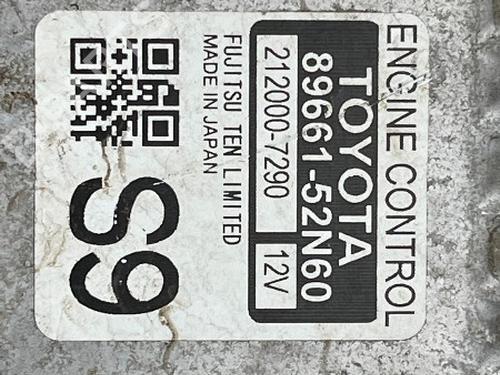 ENGINE CONTROL
TOYOTA
89661-52N60
212000-7290 12V
FUJITSU TEN LIMITED
MADE IN JAPAN
S9